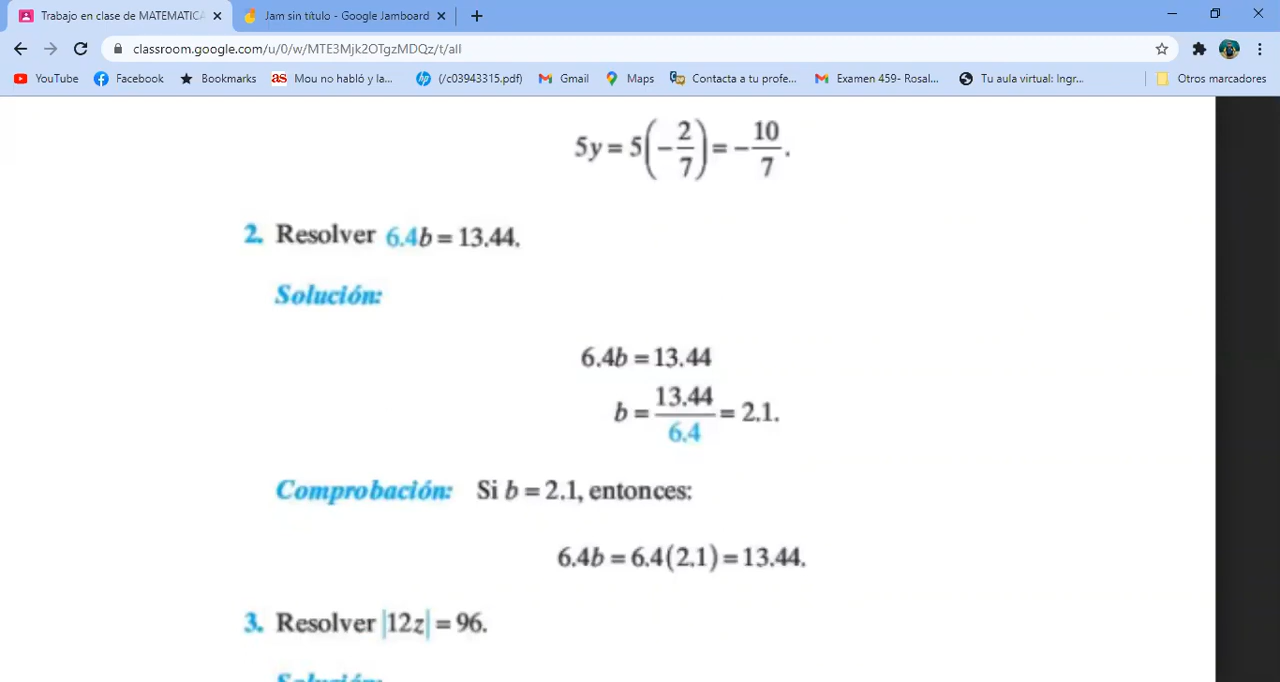 Trabajo en clase de MATEMATICA
Jam sin título - Google Jamboard
classroom.google.com/u/0/w/MTE3Mjk2OTgzMDQz/t/all
YouTube
Facebook
Bookmarks
as Mou no habló y la...
hp (/c03943315.pdf)
Gmail
Maps
Contacta a tu profe...
Examen 459- Rosal...
Tu aula virtual: Ingr...
Otros marcadores
5y = 5(-2/7) = -10/7.
2. Resolver 6.4b = 13.44.
Solución:
6.4b = 13.44
b = 13.44/6.4 = 2.1.
Comprobación: Si b = 2.1, entonces:
6.4b = 6.4(2.1) = 13.44.
3. Resolver |12z| = 96.
Solución: